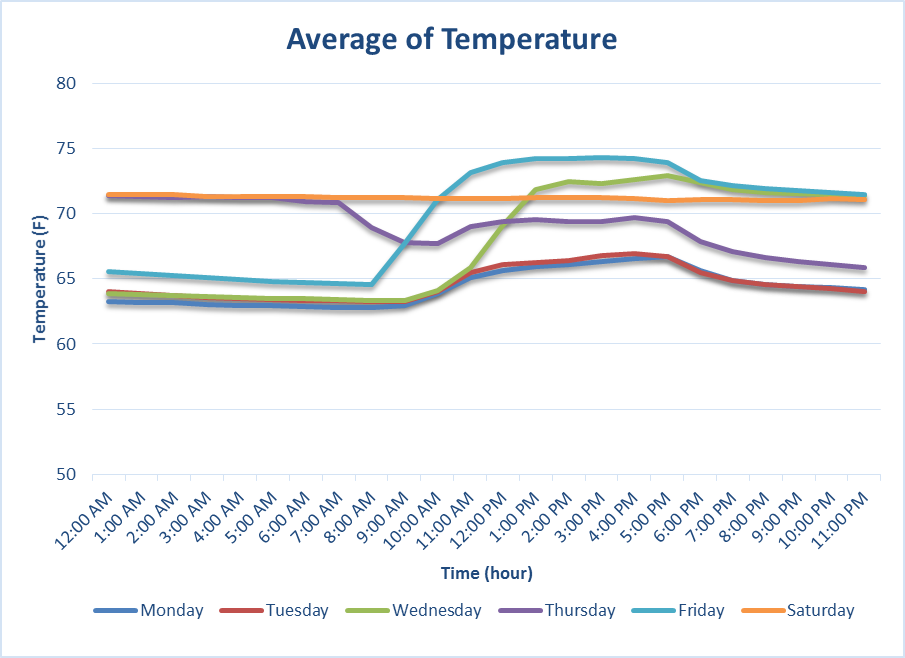 Average of Temperature
80
75
70
65
60
55
50
Temperature (F)
12:00 AM
1:00 AM
2:00 AM
3:00 AM
4:00 AM
5:00 AM
6:00 AM
7:00 AM
8:00 AM
9:00 AM
10:00 AM
11:00 AM
12:00 PM
1:00 PM
2:00 PM
3:00 PM
4:00 PM
5:00 PM
6:00 PM
7:00 PM
8:00 PM
9:00 PM
10:00 PM
11:00 PM
Time (hour)
Monday Tuesday Wednesday Thursday Friday Saturday